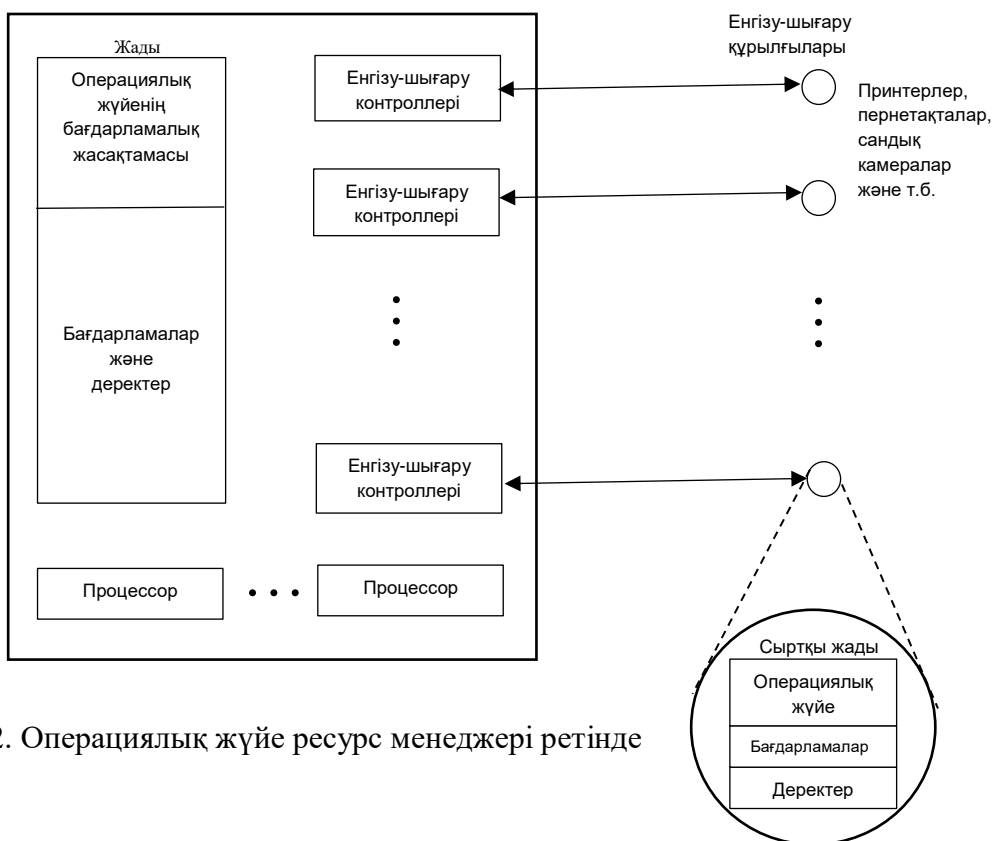 Жады
Операциялық
жүйенің
бағдарламалық
жасақтамасы
Бағдарламалар
және
деректер
Енгізу-шығару
контроллері
Енгізу-шығару
контроллері
Енгізу-шығару
контроллері
Процессор
Процессор
Енгізу-шығару
құрылғылары
Принтерлер,
пернетақталар,
сандық
камералар
және т.б.
Сыртқы жады
Операциялық
жүйе
Бағдарламалар
Деректер
2. Операциялық жүйе ресурс менеджері ретінде